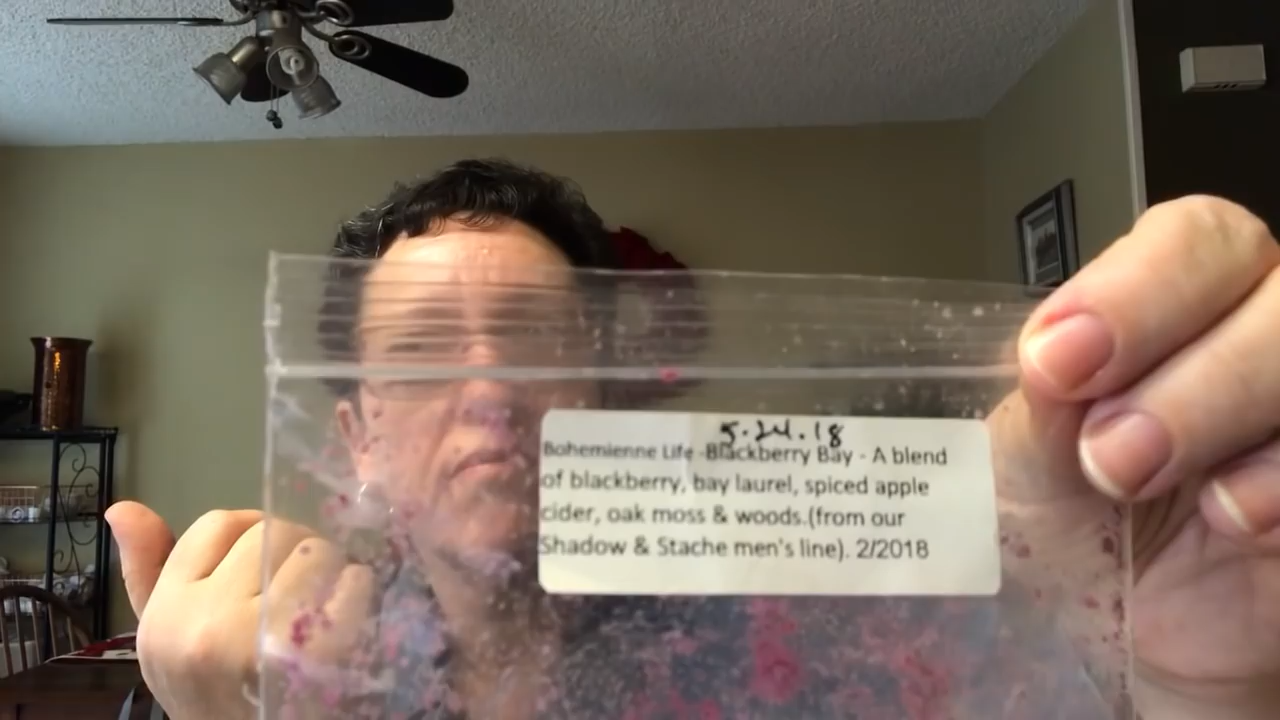 5.24.18
Bohemienne Life -Blackberry Bay - A blend
of blackberry, bay laurel, spiced apple
cider, oak moss & woods.(from our
Shadow & Stache men's line). 2/2018